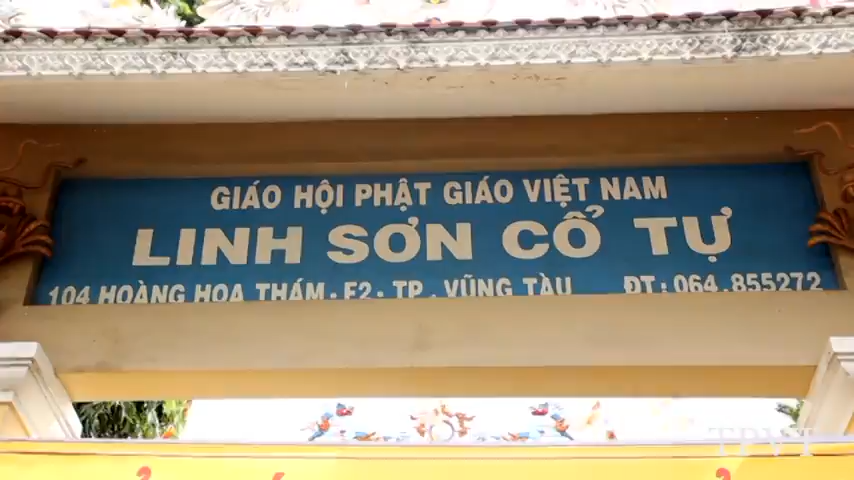 GIÁO HỘI PHẬT GIÁO VIỆT NAM
LINH SƠN CỔ TỰ
104 HOÀNG HOA THÁM . F2 . TP . VŨNG TÀU ĐT : 064 .855272
TPVT